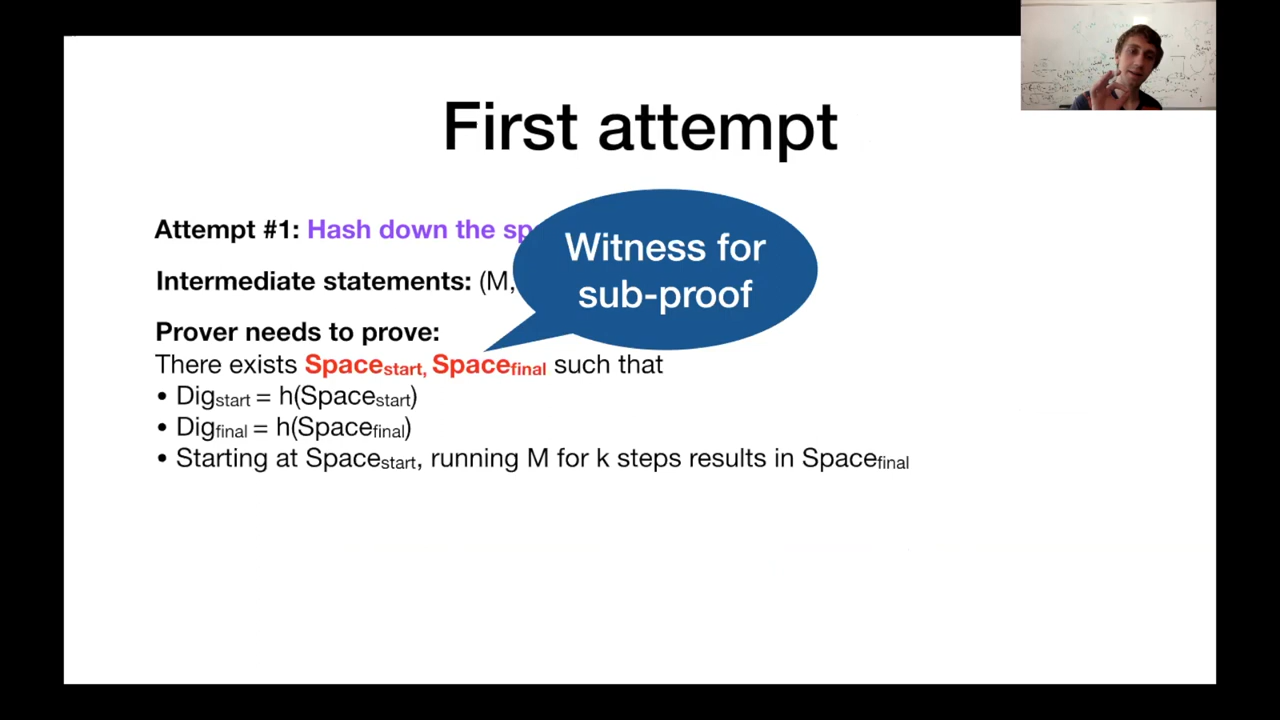 First attempt
Attempt #1: Hash down the sp
Witness for
sub-proof
Intermediate statements: (M,
Prover needs to prove:
There exists Space_start, Space_final such that
• Dig_start = h(Space_start)
• Dig_final = h(Space_final)
• Starting at Space_start, running M for k steps results in Space_final